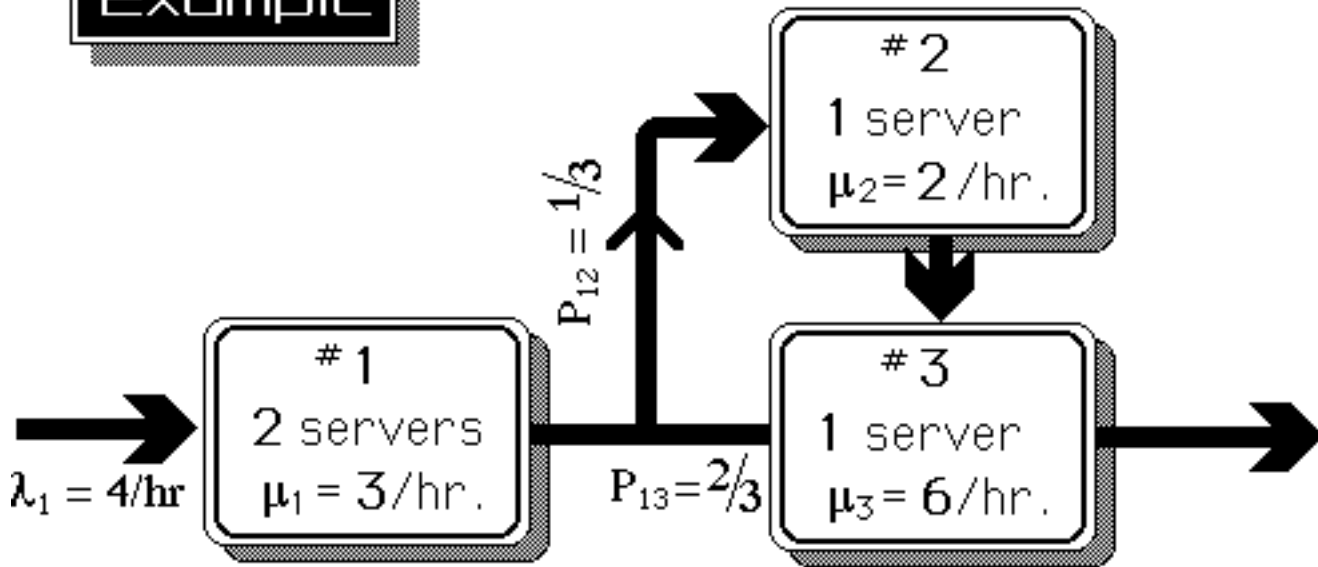 Example
#2
1 server
μ₂= 2/hr.
P₁₂ = 1/3
#1
2 servers
μ₁ = 3/hr.
λ₁ = 4/hr
P₁₃=2/3
#3
1 server
μ₃= 6/hr.